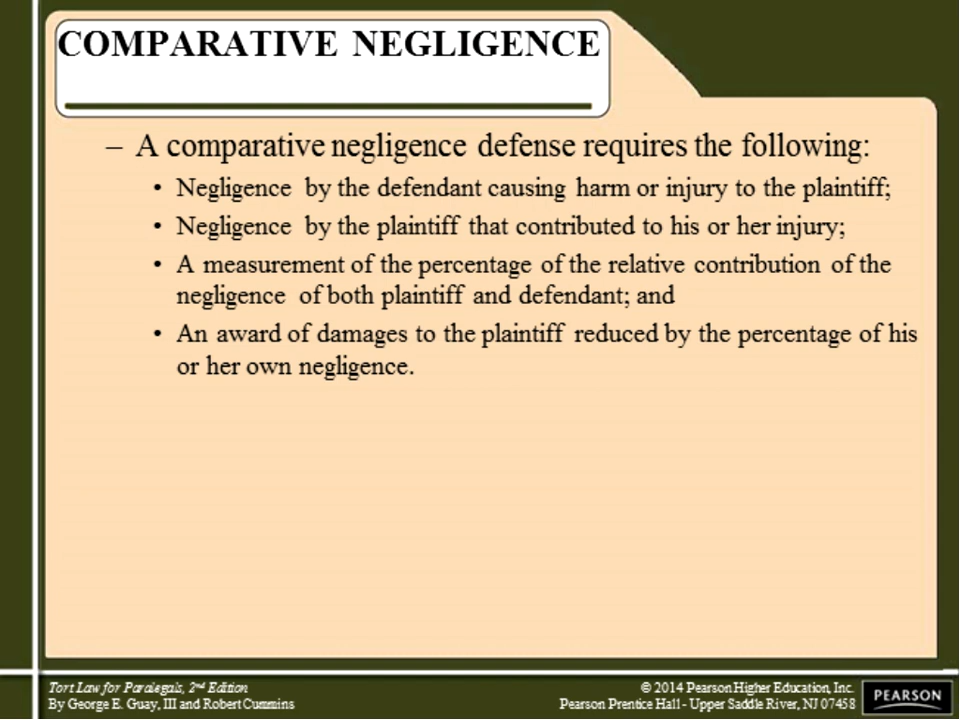 COMPARATIVE NEGLIGENCE
– A comparative negligence defense requires the following:
• Negligence by the defendant causing harm or injury to the plaintiff;
• Negligence by the plaintiff that contributed to his or her injury;
• A measurement of the percentage of the relative contribution of the
negligence of both plaintiff and defendant; and
• An award of damages to the plaintiff reduced by the percentage of his
or her own negligence.
Tort Law for Paralegals, 2nd Edition
By George E. Guay, III and Robert Cummins
© 2014 Pearson Higher Education, Inc.
Pearson Prentice Hall - Upper Saddle River, NJ 07458
PEARSON